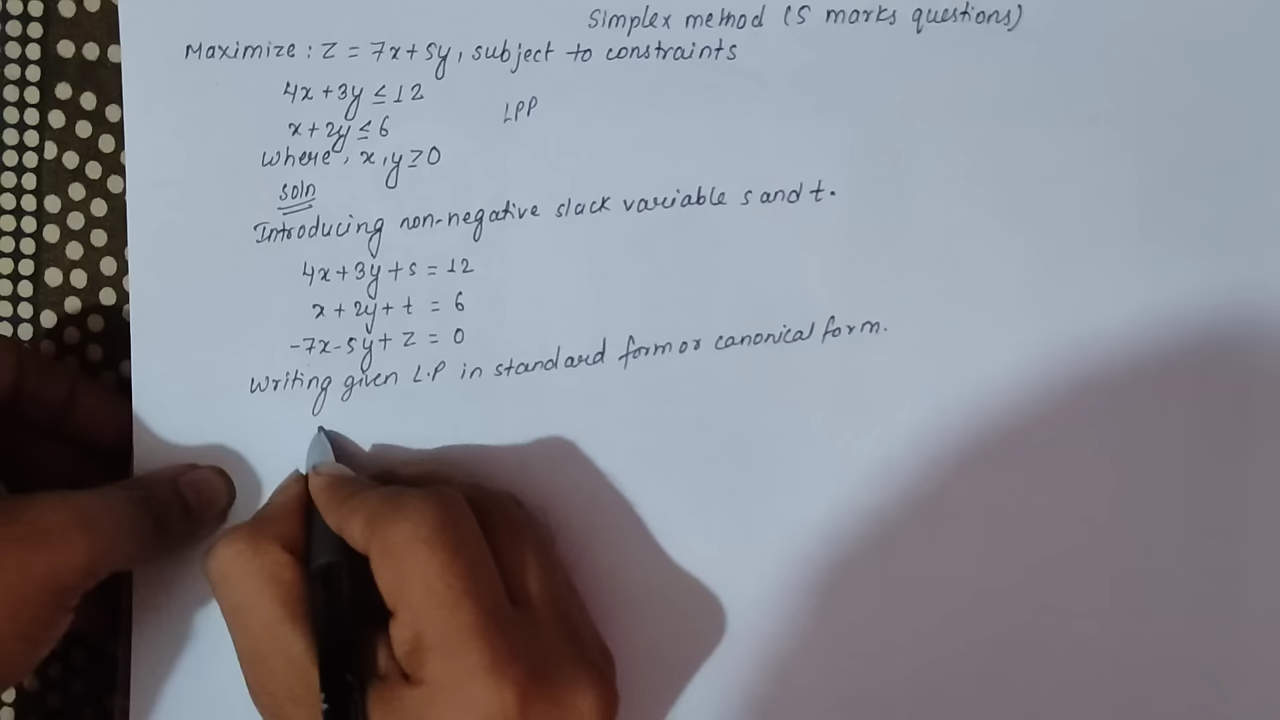 Simplex method (5 marks questions)
Maximize: Z = 7x+5y, subject to constraints
4x+3y ≤ 12
LPP
x+2y ≤ 6
where, x,y ≥ 0
Soln
Introducing non-negative slack variable s and t.
4x+3y+s = 12
x+2y+t = 6
-7x-5y+Z = 0
Writing given L.P in standard form or canonical form.